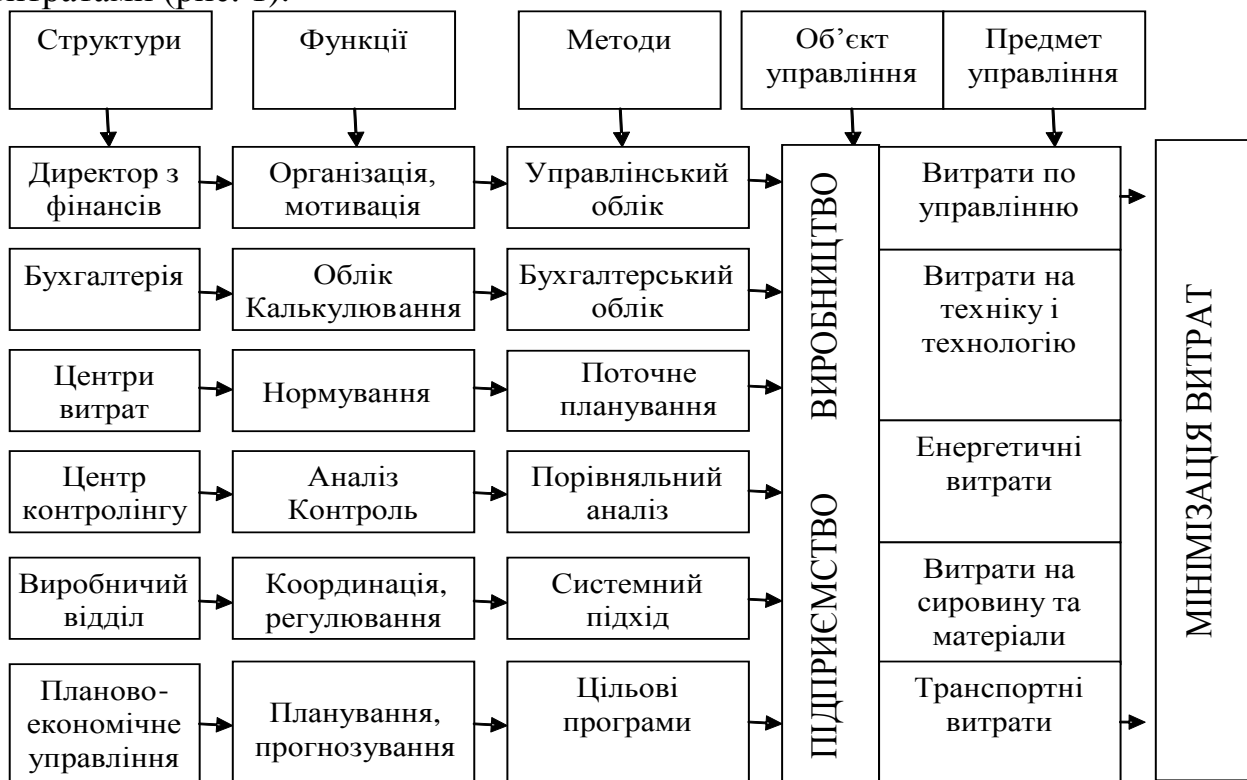 (рис. 1).
Структури
Функції
Методи
Об’єкт
управління
Предмет
управління
Директор з
фінансів
Організація,
мотивація
Управлінський
облік
Витрати по
управлінню
Бухгалтерія
Облік
Калькулювання
Бухгалтерський
облік
Витрати на
техніку і
технологію
Центри
витрат
Нормування
Поточне
планування
Центр
контролінгу
Аналіз
Контроль
Порівняльний
аналіз
Енергетичні
витрати
Виробничий
відділ
Координація,
регулювання
Системний
підхід
Витрати на
сировину та
матеріали
Планово-
економічне
управління
Планування,
прогнозування
Цільові
програми
Транспортні
витрати
ПІДПРИЄМСТВО ВИРОБНИЦТВО
МІНІМІЗАЦІЯ ВИТРАТ